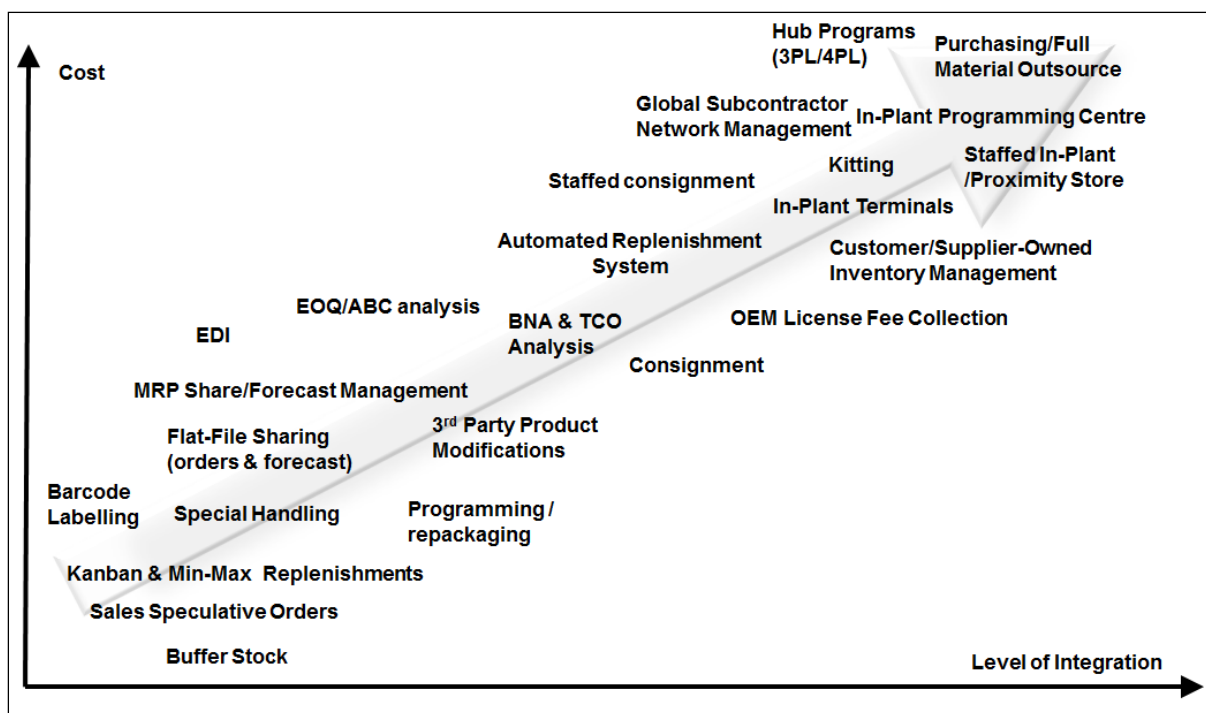 Hub Programs
(3PL/4PL)
Purchasing/Full
Material Outsource
Cost
Global Subcontractor
Network Management
In-Plant Programming Centre
Kitting
Staffed In-Plant
/Proximity Store
Staffed consignment
In-Plant Terminals
Automated Replenishment
System
Customer/Supplier-Owned
Inventory Management
EOQ/ABC analysis
EDI
BNA & TCO
Analysis
OEM License Fee Collection
Consignment
MRP Share/Forecast Management
Flat-File Sharing
(orders & forecast)
3rd Party Product
Modifications
Barcode
Labelling
Special Handling
Programming /
repackaging
Kanban & Min-Max Replenishments
Sales Speculative Orders
Buffer Stock
Level of Integration